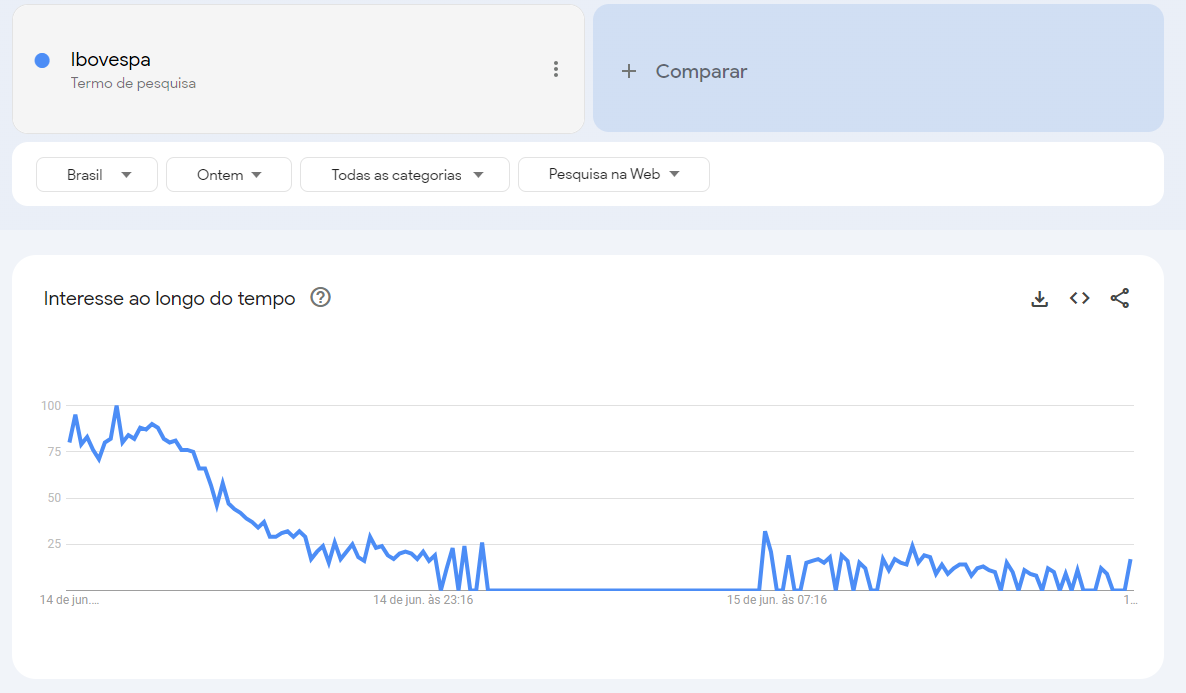 Ibovespa
Termo de pesquisa
+ Comparar
Brasil
Ontem
Todas as categorias
Pesquisa na Web
Interesse ao longo do tempo
100
75
50
25
14 de jun....
14 de jun. às 23:16
15 de jun. às 07:16
1...